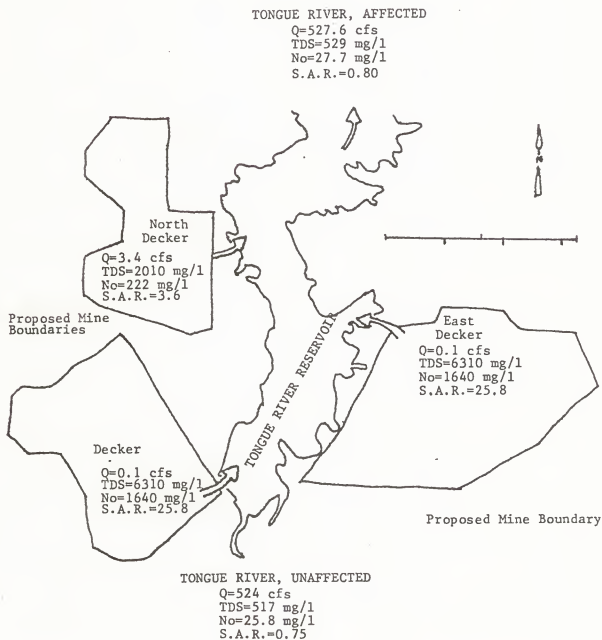 TONGUE RIVER, AFFECTED
Q=527.6 cfs
TDS=529 mg/l
No=27.7 mg/l
S.A.R.=0.80
N
North
Decker
Q=3.4 cfs
TDS=2010 mg/l
No=222 mg/l
S.A.R.=3.6
Proposed Mine
Boundaries
TONGUE RIVER RESERVOIR
East
Decker
Q=0.1 cfs
TDS=6310 mg/l
No=1640 mg/l
S.A.R.=25.8
Decker
Q=0.1 cfs
TDS=6310 mg/l
No=1640 mg/l
S.A.R.=25.8
Proposed Mine Boundary
TONGUE RIVER, UNAFFECTED
Q=524 cfs
TDS=517 mg/l
No=25.8 mg/l
S.A.R.=0.75